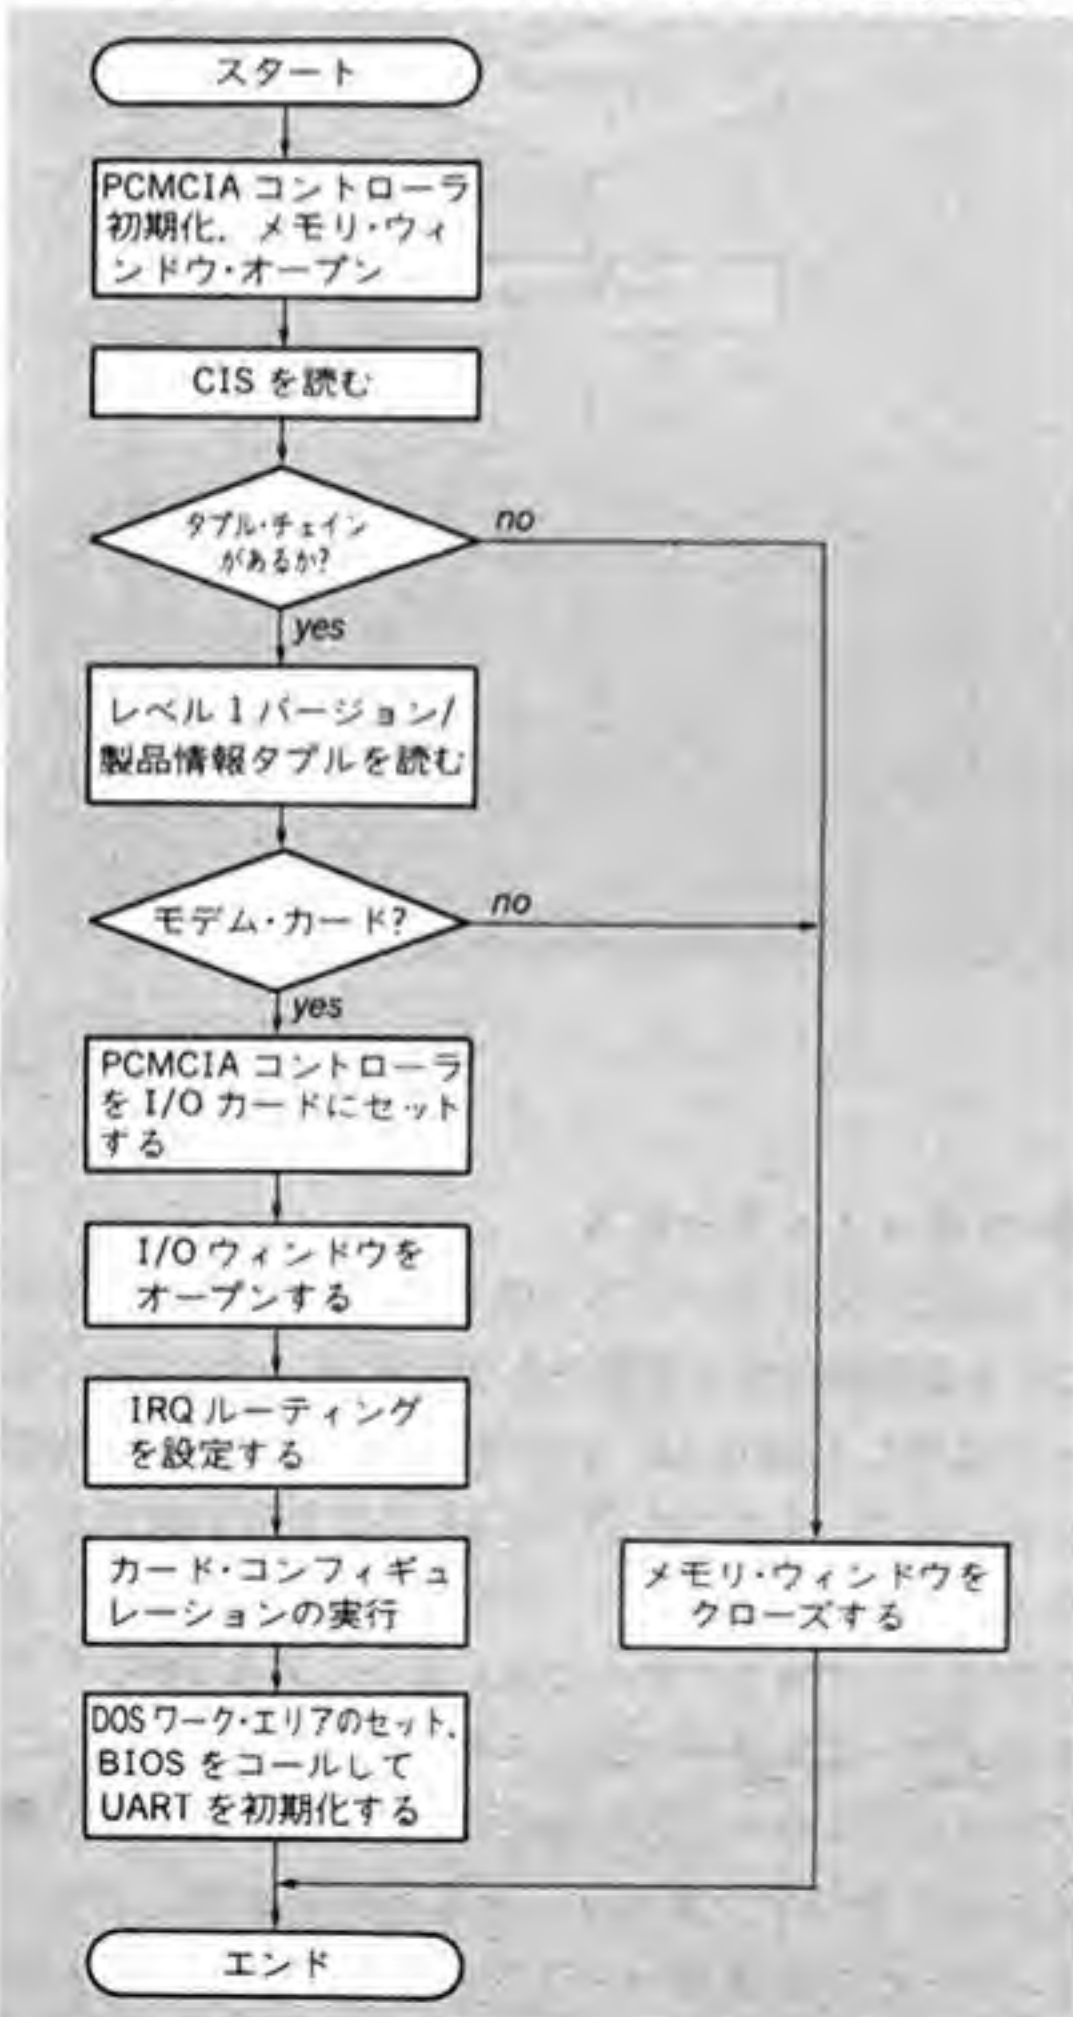 スタート
PCMCIA コントローラ
初期化. メモリ・ウィ
ンドウ・オープン
CIS を読む
タプル・チェイン
があるか?
no
yes
レベル 1 バージョン/
製品情報タプルを読む
モデム・カード?
no
yes
PCMCIA コントローラ
を I/O カードにセット
する
I/O ウィンドウを
オープンする
IRQ ルーティング
を設定する
カード・コンフィギュ
レーションの実行
メモリ・ウィンドウを
クローズする
DOS ワーク・エリアのセット.
BIOS をコールして
UART を初期化する
エンド